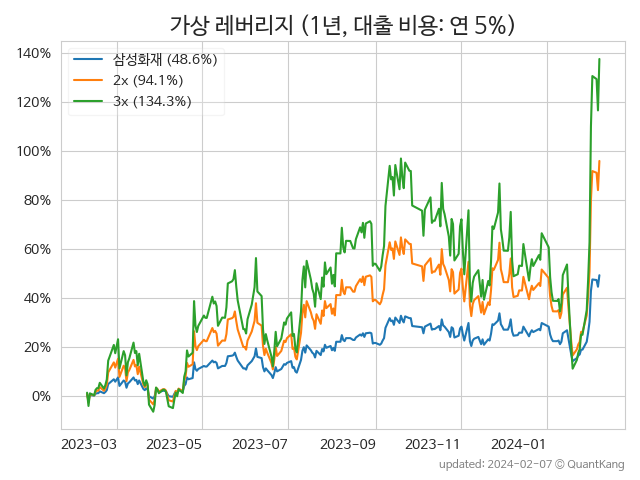 가상 레버리지 (1년, 대출 비용: 연 5%)
삼성화재 (48.6%)
2x (94.1%)
3x (134.3%)
140%
120%
100%
80%
60%
40%
20%
0%
2023-03 2023-05 2023-07 2023-09 2023-11 2024-01
updated: 2024-02-07 © QuantKang